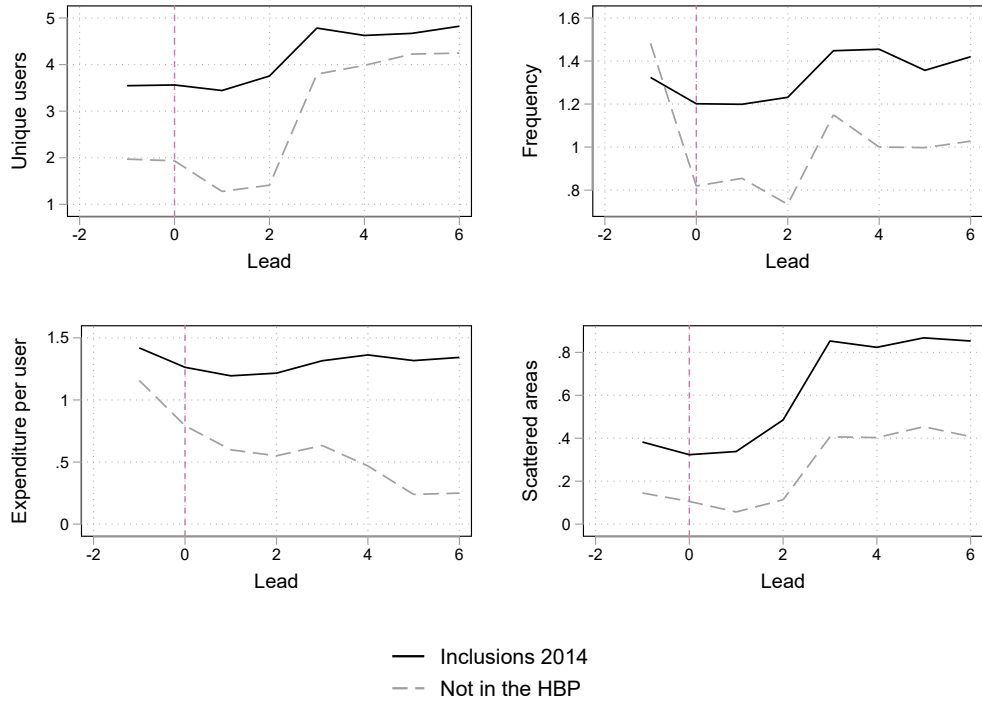 Unique users
5
4
3
2
1
-2 0 2 4 6
Lead
Frequency
1.6
1.4
1.2
1
.8
-2 0 2 4 6
Lead
Expenditure per user
1.5
1
.5
0
-2 0 2 4 6
Lead
Scattered areas
.8
.6
.4
.2
0
-2 0 2 4 6
Lead
Inclusions 2014
Not in the HBP